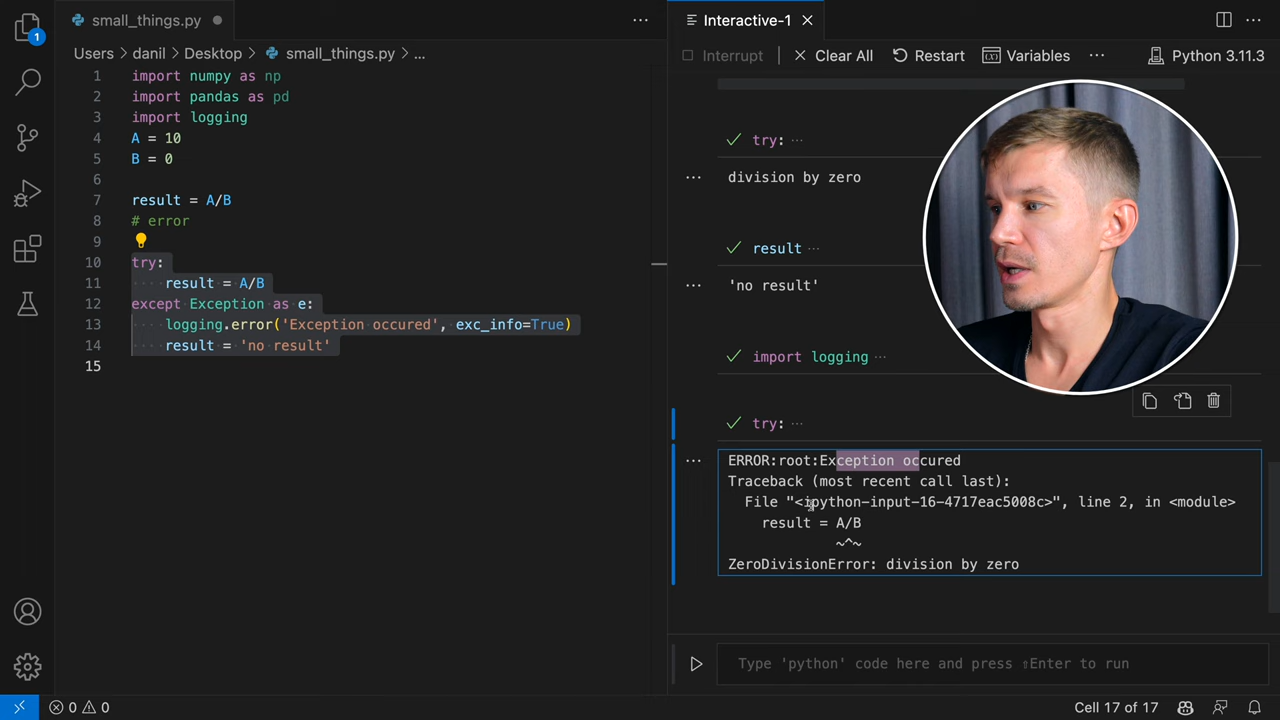 small_things.py
Users > danil > Desktop > small_things.py > ...
1 import numpy as np
2 import pandas as pd
3 import logging
4 A = 10
5 B = 0
6
7 result = A/B
8 # error
9
10 try:
11 result = A/B
12 except Exception as e:
13 logging.error('Exception occured', exc_info=True)
14 result = 'no result'
15
1
Interactive-1
Interrupt
Clear All
Restart
Variables
...
Python 3.11.3
try: ...
division by zero
result ...
'no result'
import logging ...
try: ...
ERROR:root:Exception occured
Traceback (most recent call last):
File "<ipython-input-16-4717eac5008c>", line 2, in <module>
result = A/B
~^~
ZeroDivisionError: division by zero
Type 'python' code here and press ⇧Enter to run
0 0
Cell 17 of 17